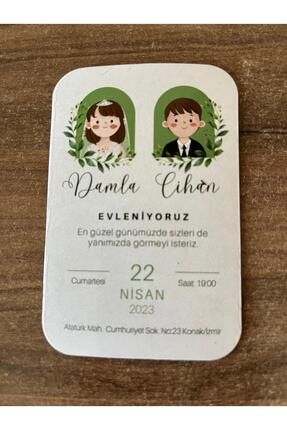 Damla Cihan
EVLENİYORUZ
En güzel günümüzde sizleri de
yanımızda görmeyi isteriz.
Cumartesi 22 Saat: 19:00
NİSAN
2023
Atatürk Mah. Cumhuriyet Sok. No:23 Konak/İzmir